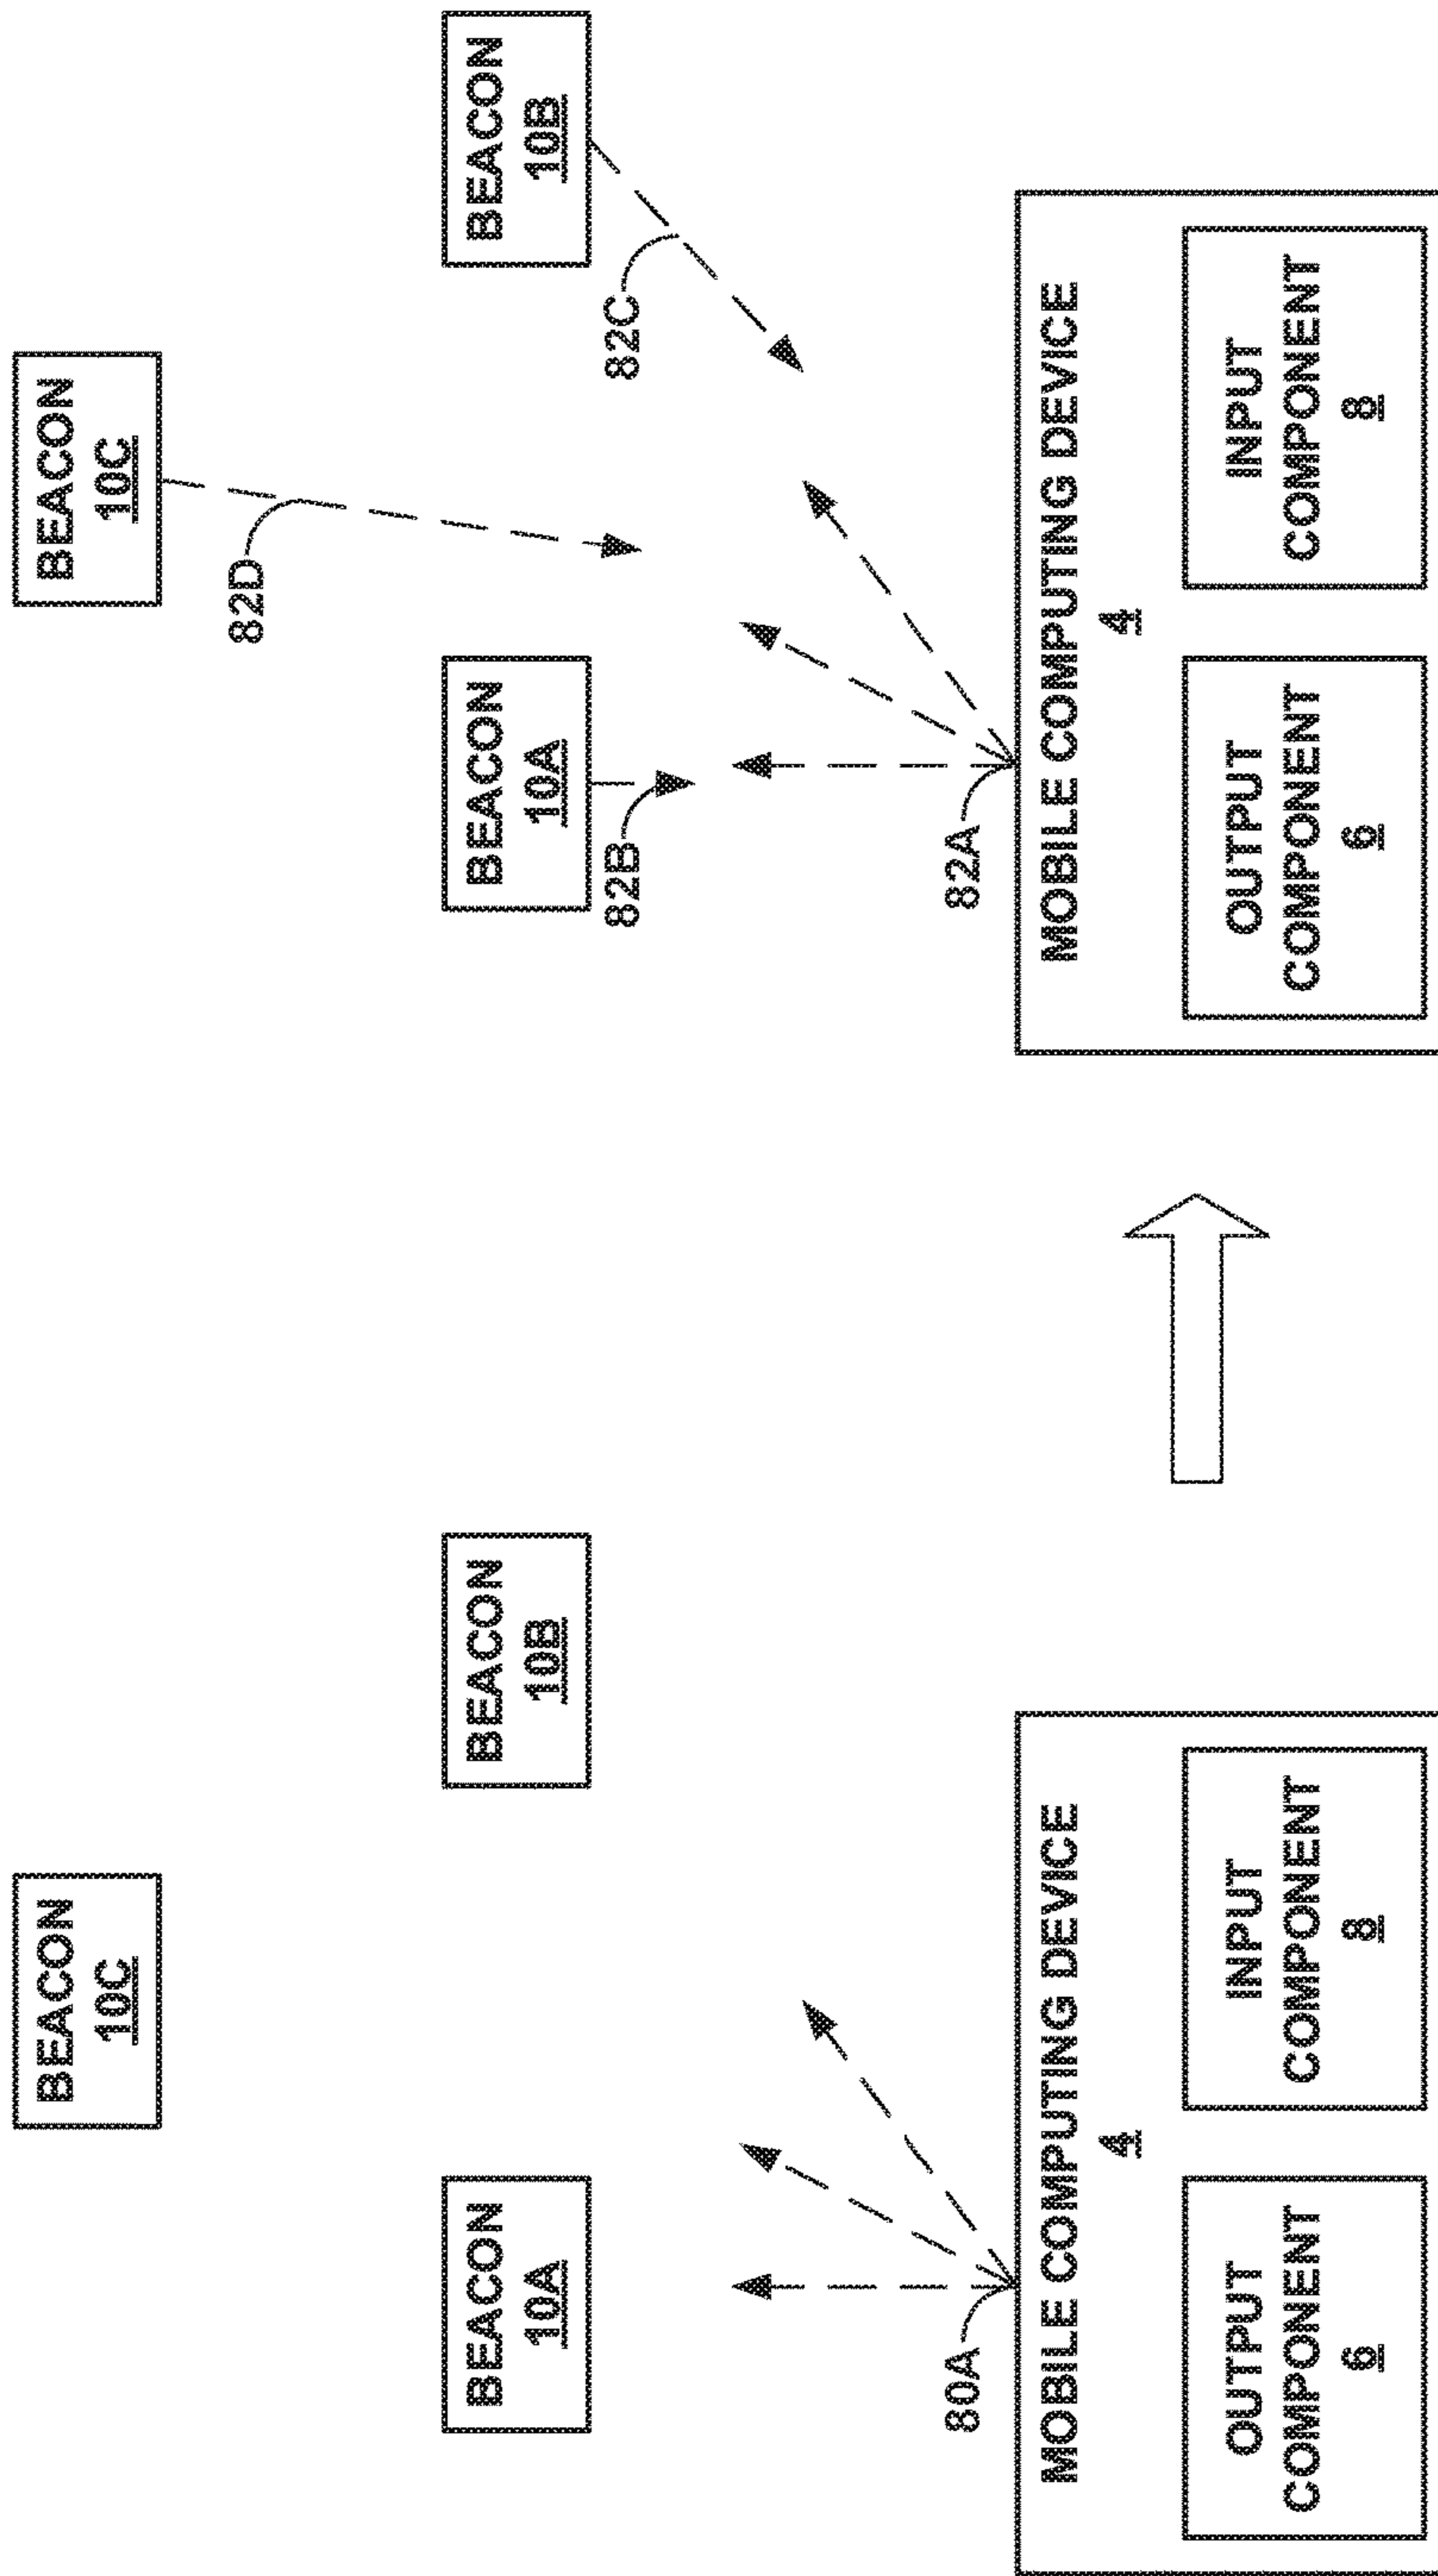 BEACON
10C
BEACON
10A
BEACON
10B
80A
MOBILE COMPUTING DEVICE
4
OUTPUT
COMPONENT
6
INPUT
COMPONENT
8
BEACON
10C
82D
BEACON
10A
BEACON
10B
82B
82C
82A
MOBILE COMPUTING DEVICE
4
OUTPUT
COMPONENT
6
INPUT
COMPONENT
8